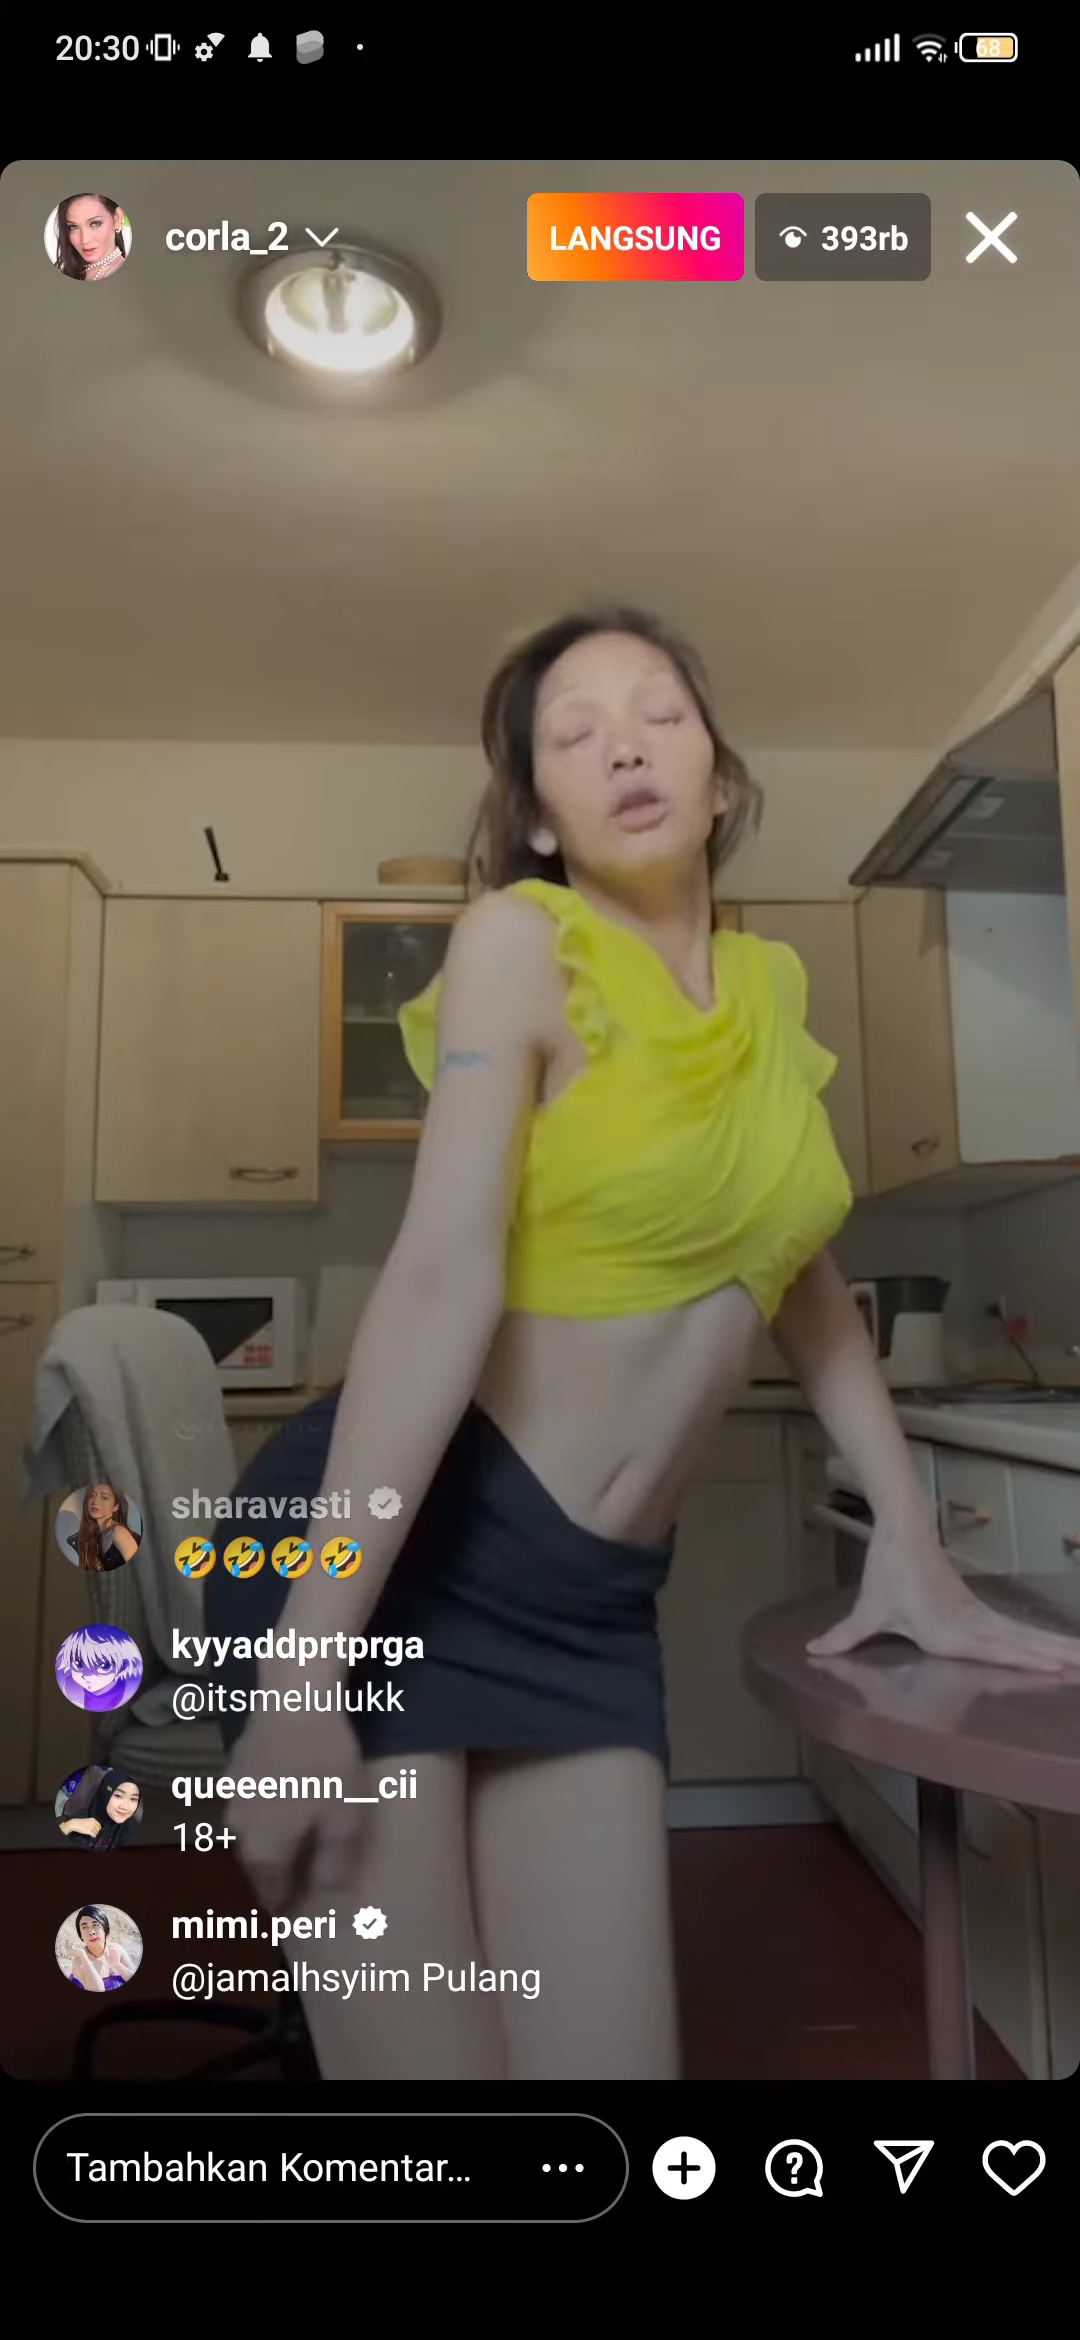 20:30
68
corla_2
LANGSUNG
393rb
sharavasti
🤣🤣🤣🤣
kyyaddprtprga
@itsmelulukk
queeennn__cii
18+
mimi.peri
@jamalhsyiim Pulang
Tambahkan Komentar...